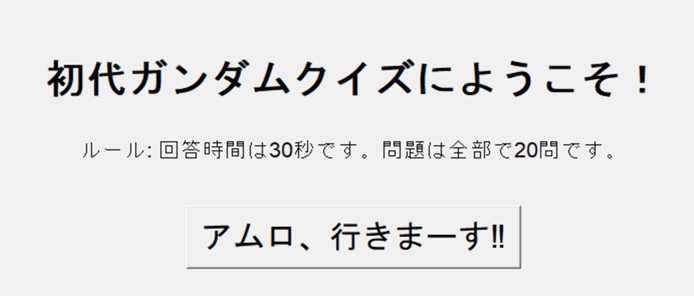 初代ガンダムクイズにようこそ！
ルール: 回答時間は30秒です。問題は全部で20問です。
アムロ、行きまーす!!